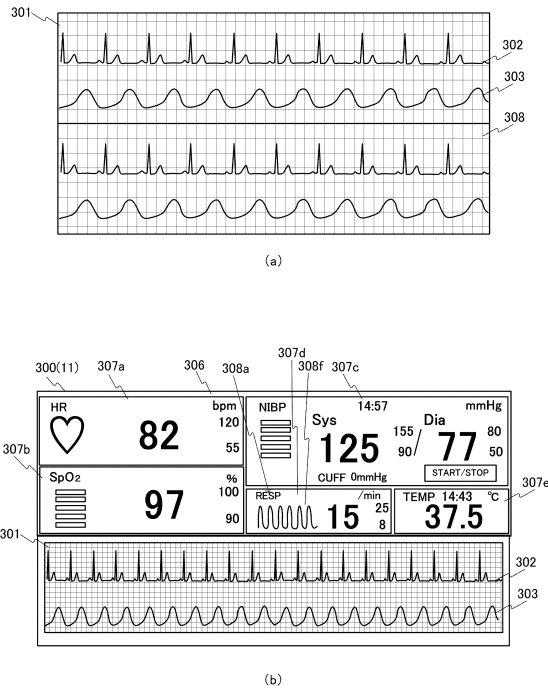 301
302
303
308
(a)
307d
307a
308a
308f
300(11)
306
307c
HR
bpm
82
120
55
NIBP
14:57
mmHg
Sys
Dia
125
155
90
/
77
80
50
CUFF 0mmHg
START/STOP
307b
SpO2
%
97
100
90
RESP
/min
15
25
8
TEMP 14:43 ℃
37.5
307e
301
302
303
(b)